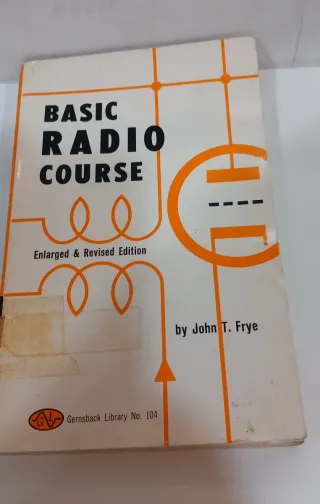 BASIC
RADIO
COURSE
Enlarged & Revised Edition
by John T. Frye
Gernsback Library No. 104